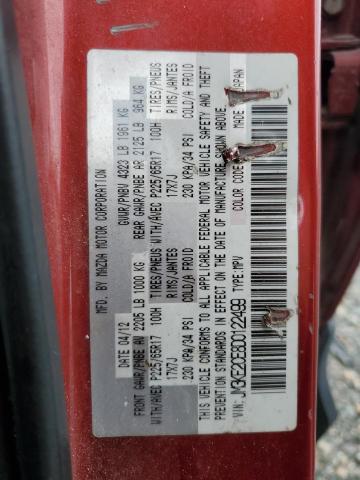 MFD. BY MAZDA MOTOR CORPORATION
DATE 04/12 GVWR/PNBV 4323 LB 1961 KG
FRONT GAWR/PNBE AV 2205 LB 1000 KG REAR GAWR/PNBE AR 2125 LB 964 KG
WITH/AVEC P225/65R17 100H TIRES/PNEUS WITH/AVEC P225/65R17 100H TIRES/PNEUS
17X7J RIMS/JANTES 17X7J RIMS/JANTES
230 KPA/34 PSI COLD/A FROID 230 KPA/34 PSI COLD/A FROID
THIS VEHICLE CONFORMS TO ALL APPLICABLE FEDERAL MOTOR VEHICLE SAFETY AND THEFT
PREVENTION STANDARDS IN EFFECT ON THE DATE OF MANUFACTURE SHOWN ABOVE.
MADE JAPAN
VIN: JM3KE2DE8D0122499 TYPE: MPV COLOR CODE: